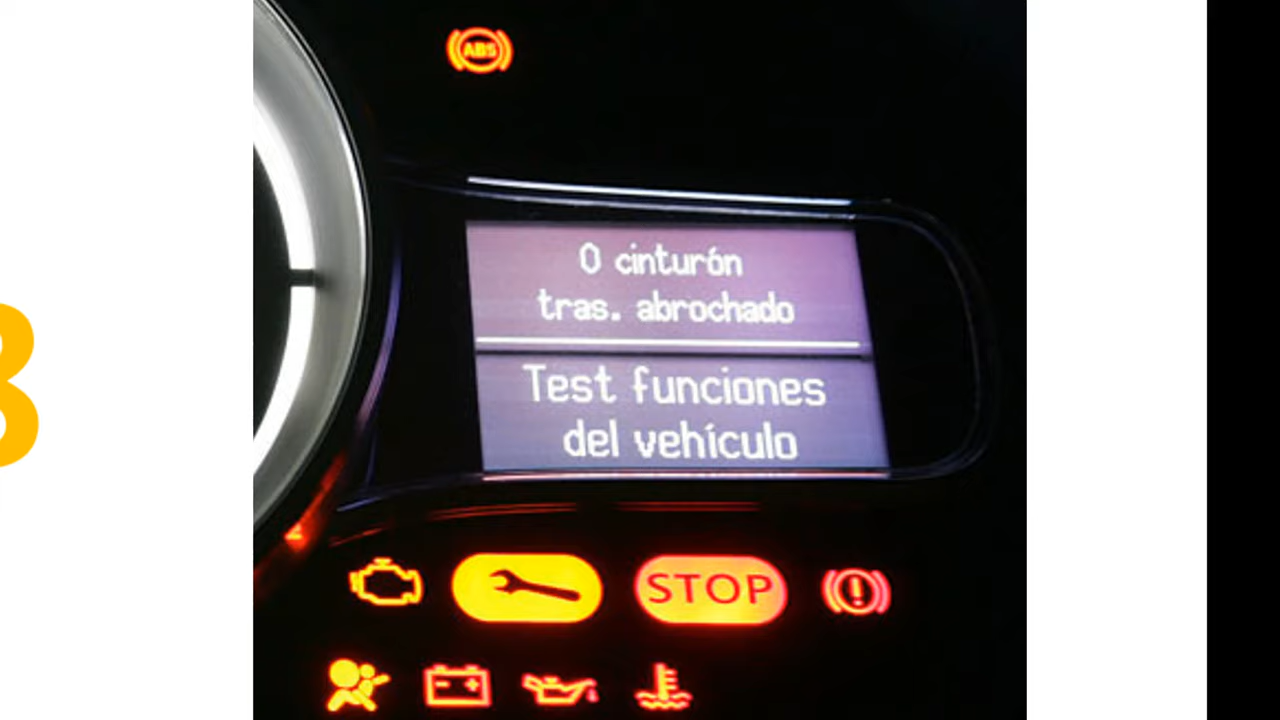 ABS
0 cinturón
tras. abrochado
Test funciones
del vehículo
STOP